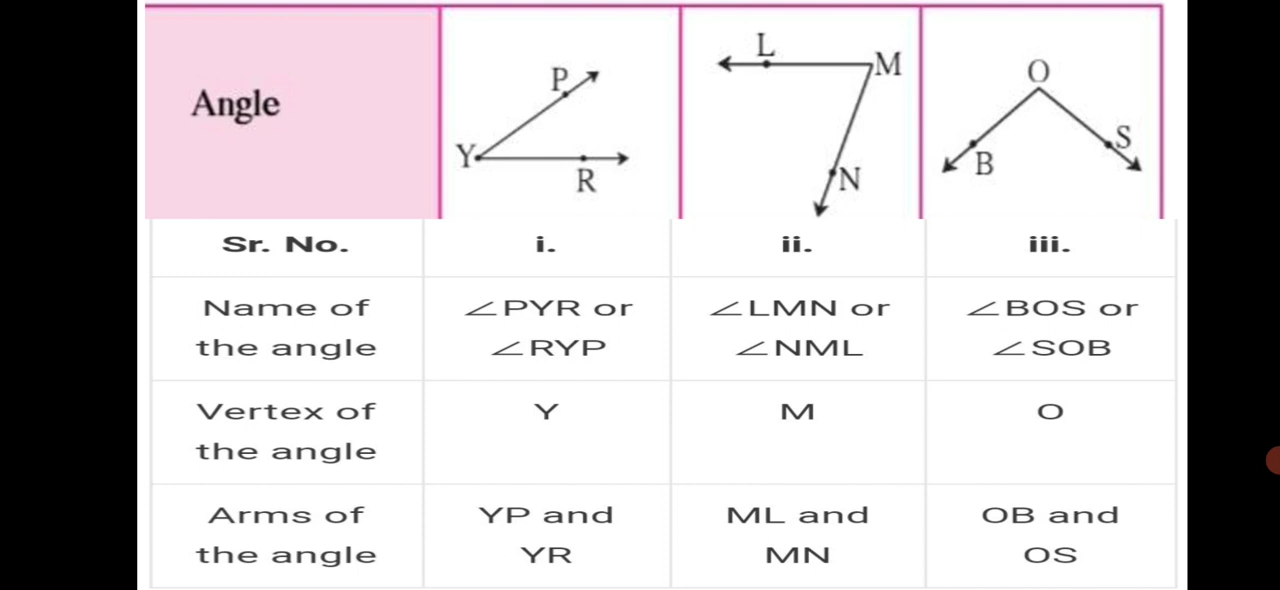 Angle
P
Y
R
L
M
N
O
B
S
Sr. No. i. ii. iii.
Name of ∠PYR or ∠LMN or ∠BOS or
the angle ∠RYP ∠NML ∠SOB
Vertex of Y M O
the angle
Arms of YP and ML and OB and
the angle YR MN OS